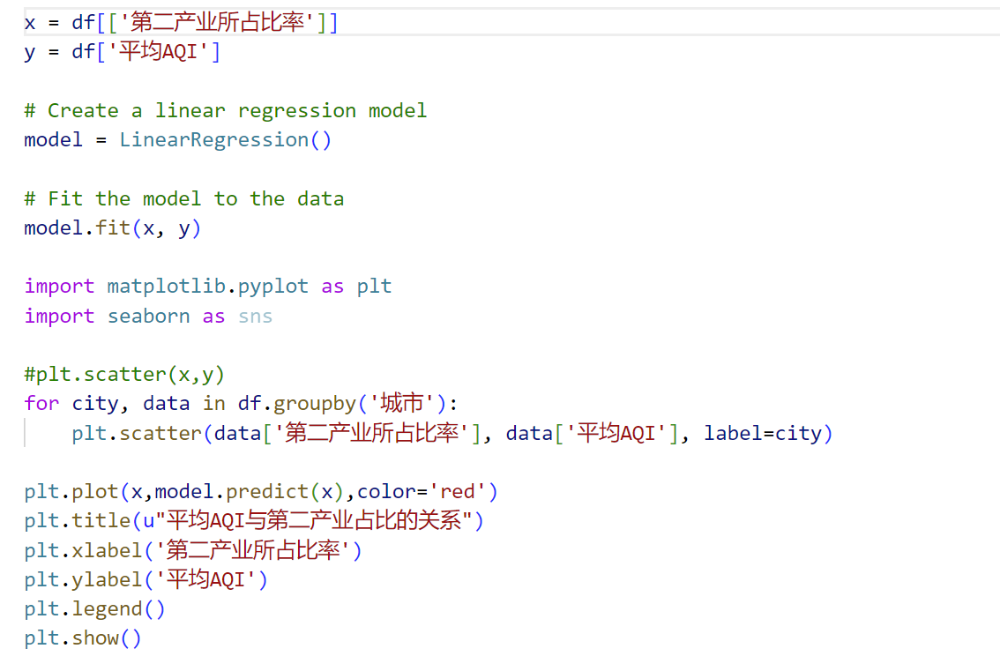 x = df[['第二产业所占比率']]
y = df['平均AQI']
# Create a linear regression model
model = LinearRegression()
# Fit the model to the data
model.fit(x, y)
import matplotlib.pyplot as plt
import seaborn as sns
#plt.scatter(x,y)
for city, data in df.groupby('城市'):
    plt.scatter(data['第二产业所占比率'], data['平均AQI'], label=city)
plt.plot(x,model.predict(x),color='red')
plt.title(u"平均AQI与第二产业占比的关系")
plt.xlabel('第二产业所占比率')
plt.ylabel('平均AQI')
plt.legend()
plt.show()